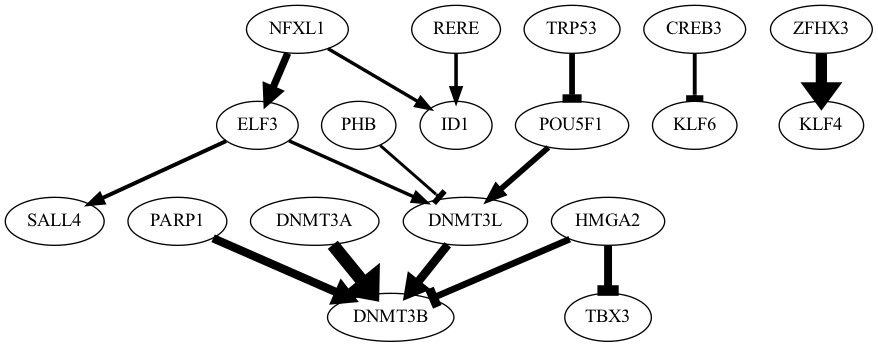 NFXL1 RERE TRP53 CREB3 ZFHX3
ELF3 PHB ID1 POU5F1 KLF6 KLF4
SALL4 PARP1 DNMT3A DNMT3L HMGA2
DNMT3B TBX3